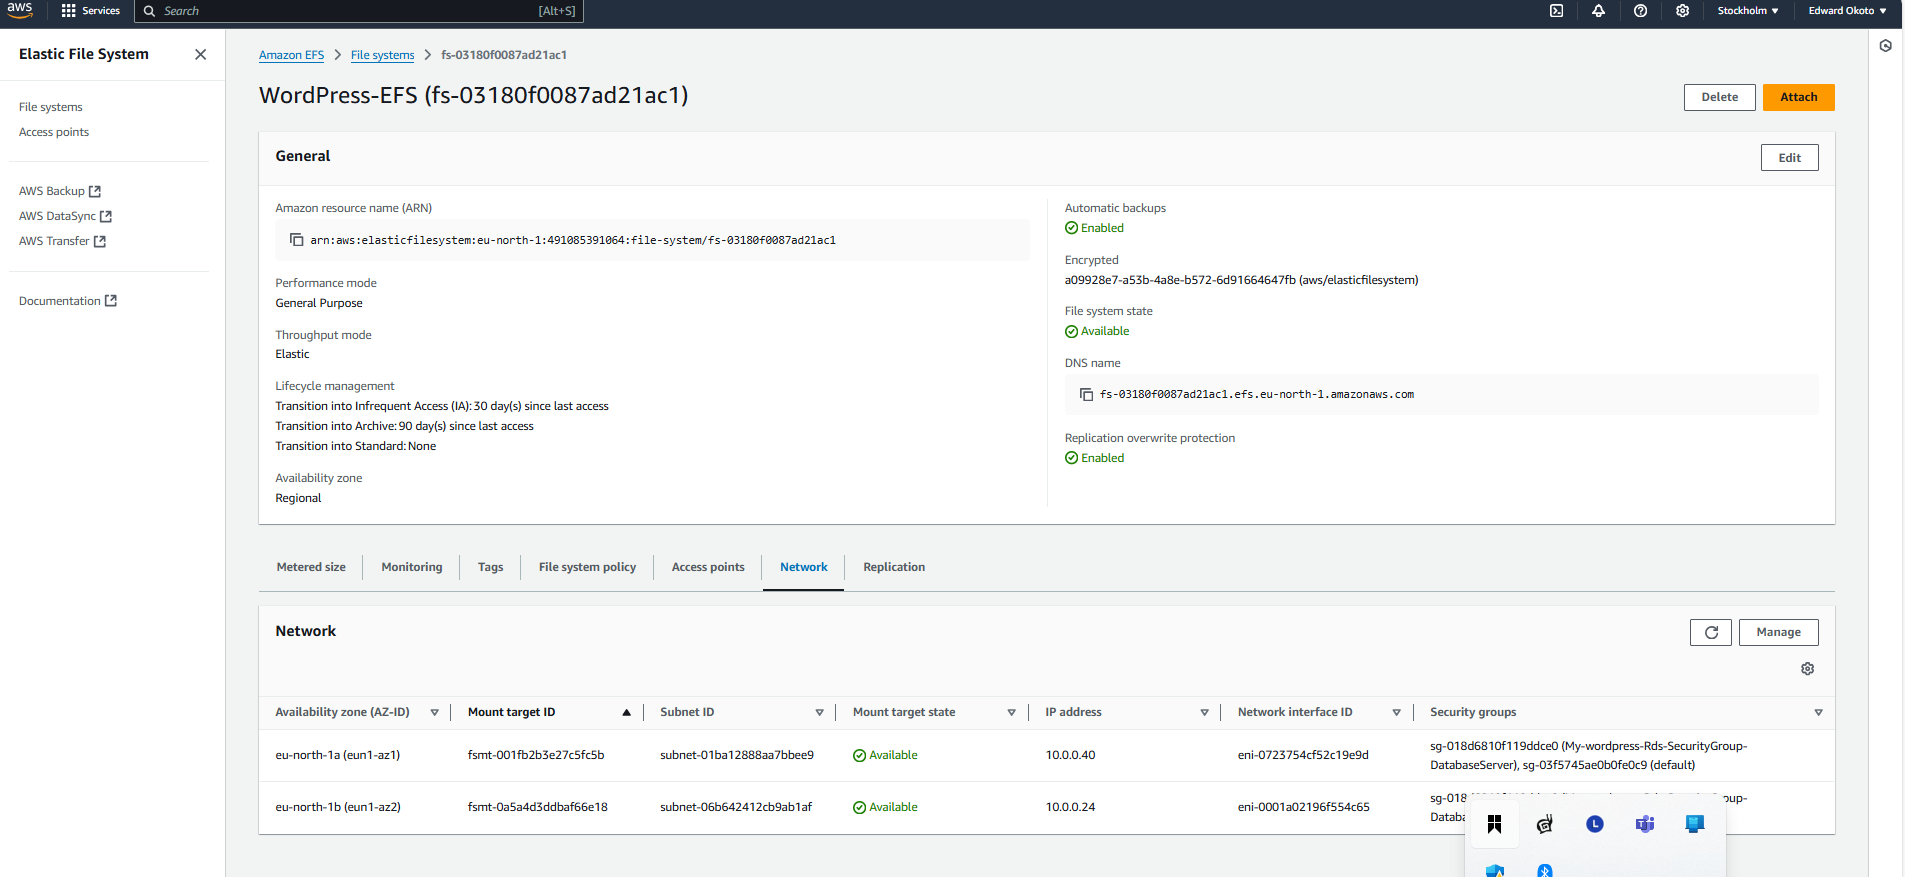 aws
Services
Search
[Alt+S]
Stockholm
Edward Okoto
Elastic File System
File systems
Access points
AWS Backup
AWS DataSync
AWS Transfer
Documentation
Amazon EFS
File systems
fs-03180f0087ad21ac1
WordPress-EFS (fs-03180f0087ad21ac1)
Delete
Attach
General
Edit
Amazon resource name (ARN)
arn:aws:elasticfilesystem:eu-north-1:491085391064:file-system/fs-03180f0087ad21ac1
Performance mode
General Purpose
Throughput mode
Elastic
Lifecycle management
Transition into Infrequent Access (IA): 30 day(s) since last access
Transition into Archive: 90 day(s) since last access
Transition into Standard: None
Availability zone
Regional
Automatic backups
Enabled
Encrypted
a09928e7-a53b-4a8e-b572-6d91664647fb (aws/elasticfilesystem)
File system state
Available
DNS name
fs-03180f0087ad21ac1.efs.eu-north-1.amazonaws.com
Replication overwrite protection
Enabled
Metered size
Monitoring
Tags
File system policy
Access points
Network
Replication
Network
Manage
Availability zone (AZ-ID)
Mount target ID
Subnet ID
Mount target state
IP address
Network interface ID
Security groups
eu-north-1a (eun1-az1)
fsmt-001fb2b3e27c5fc5b
subnet-01ba12888aa7bbee9
Available
10.0.0.40
eni-0723754cf52c19e9d
sg-018d6810f119ddce0 (My-wordpress-Rds-SecurityGroup-
DatabaseServer), sg-03f5745ae0b0fe0c9 (default)
eu-north-1b (eun1-az2)
fsmt-0a5a4d3ddbaf66e18
subnet-06b642412cb9ab1af
Available
10.0.0.24
eni-0001a02196f554c65